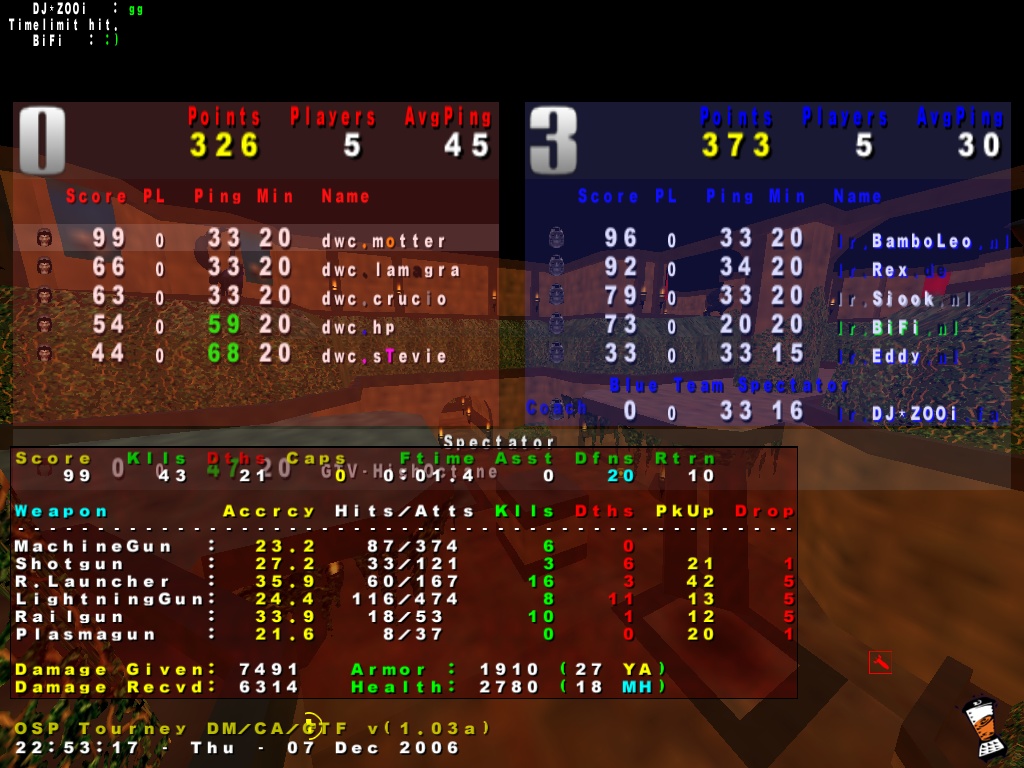 DJ*ZOOi : gg
Timelimit hit.
BiFi : :)
0 Points Players AvgPing
326 5 45
Score PL Ping Min Name
99 0 33 20 dwc.motter
66 0 33 20 dwc.lamgra
63 0 33 20 dwc.crucio
54 0 59 20 dwc.hp
44 0 68 20 dwc.sTevie
3 Points Players AvgPing
373 5 30
Score PL Ping Min Name
96 0 33 20 lr.BamboLeo.nl
92 0 34 20 lr.Rex.de
79 0 33 20 lr.Siook.nl
73 0 20 20 lr.BiFi.nl
33 0 33 15 lr.Eddy.nl
Blue Team Spectator
Coach 0 0 33 16 lr.DJ*ZOOi
Spectator
0 0 47 20 GTV-HighOctane
Score Klls Dths Caps Ftime Asst Dfns Rtrn
99 43 21 0 0:01.4 0 20 10
Weapon Accrcy Hits/Atts Klls Dths PkUp Drop
MachineGun : 23.2 87/374 6 0
Shotgun : 27.2 33/121 3 6 21 1
R.Launcher : 35.9 60/167 16 3 42 5
LightningGun: 24.4 116/474 8 11 13 5
Railgun : 33.9 18/53 10 1 12 5
Plasmagun : 21.6 8/37 0 0 20 1
Damage Given: 7491 Armor : 1910 (27 YA)
Damage Recvd: 6314 Health: 2780 (18 MH)
OSP Tourney DM/CA/CTF v(1.03a)
22:53:17 - Thu - 07 Dec 2006